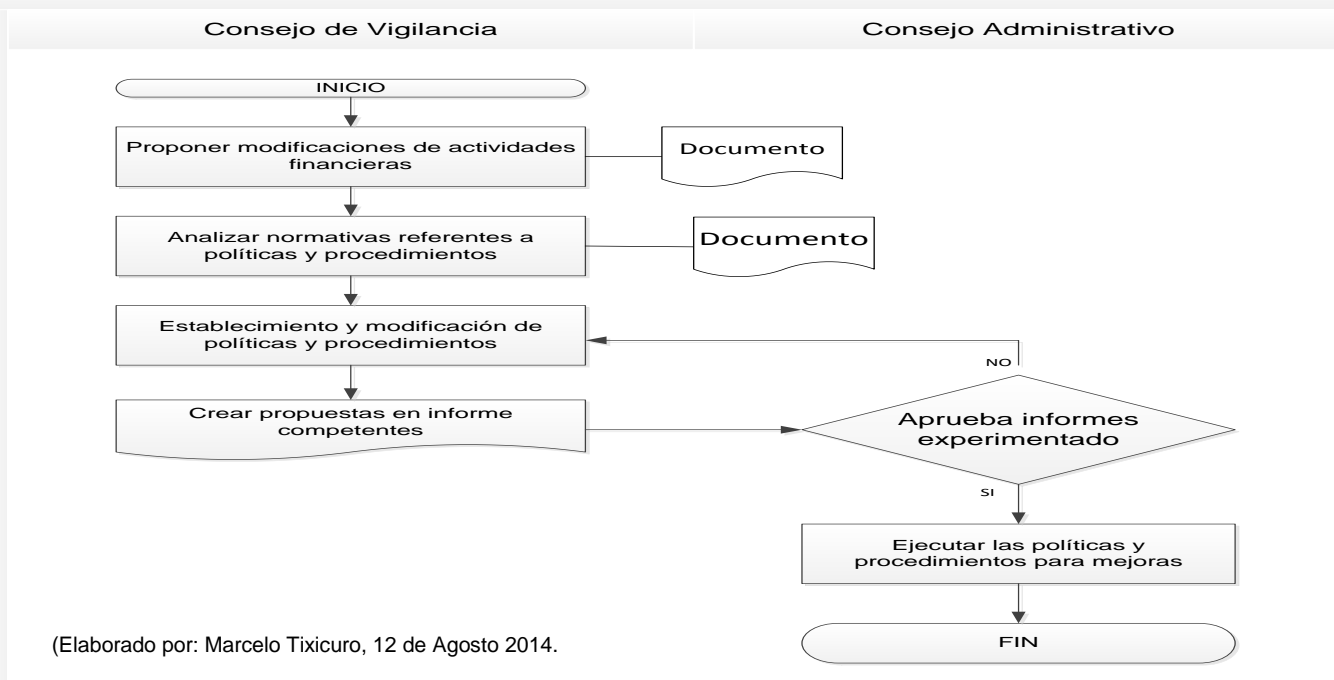 Consejo de Vigilancia
Consejo Administrativo
INICIO
Proponer modificaciones de actividades
financieras
Documento
Analizar normativas referentes a
políticas y procedimientos
Documento
Establecimiento y modificación de
políticas y procedimientos
NO
Crear propuestas en informe
competentes
Aprueba informes
experimentado
SI
Ejecutar las políticas y
procedimientos para mejoras
FIN
(Elaborado por: Marcelo Tixicuro, 12 de Agosto 2014.